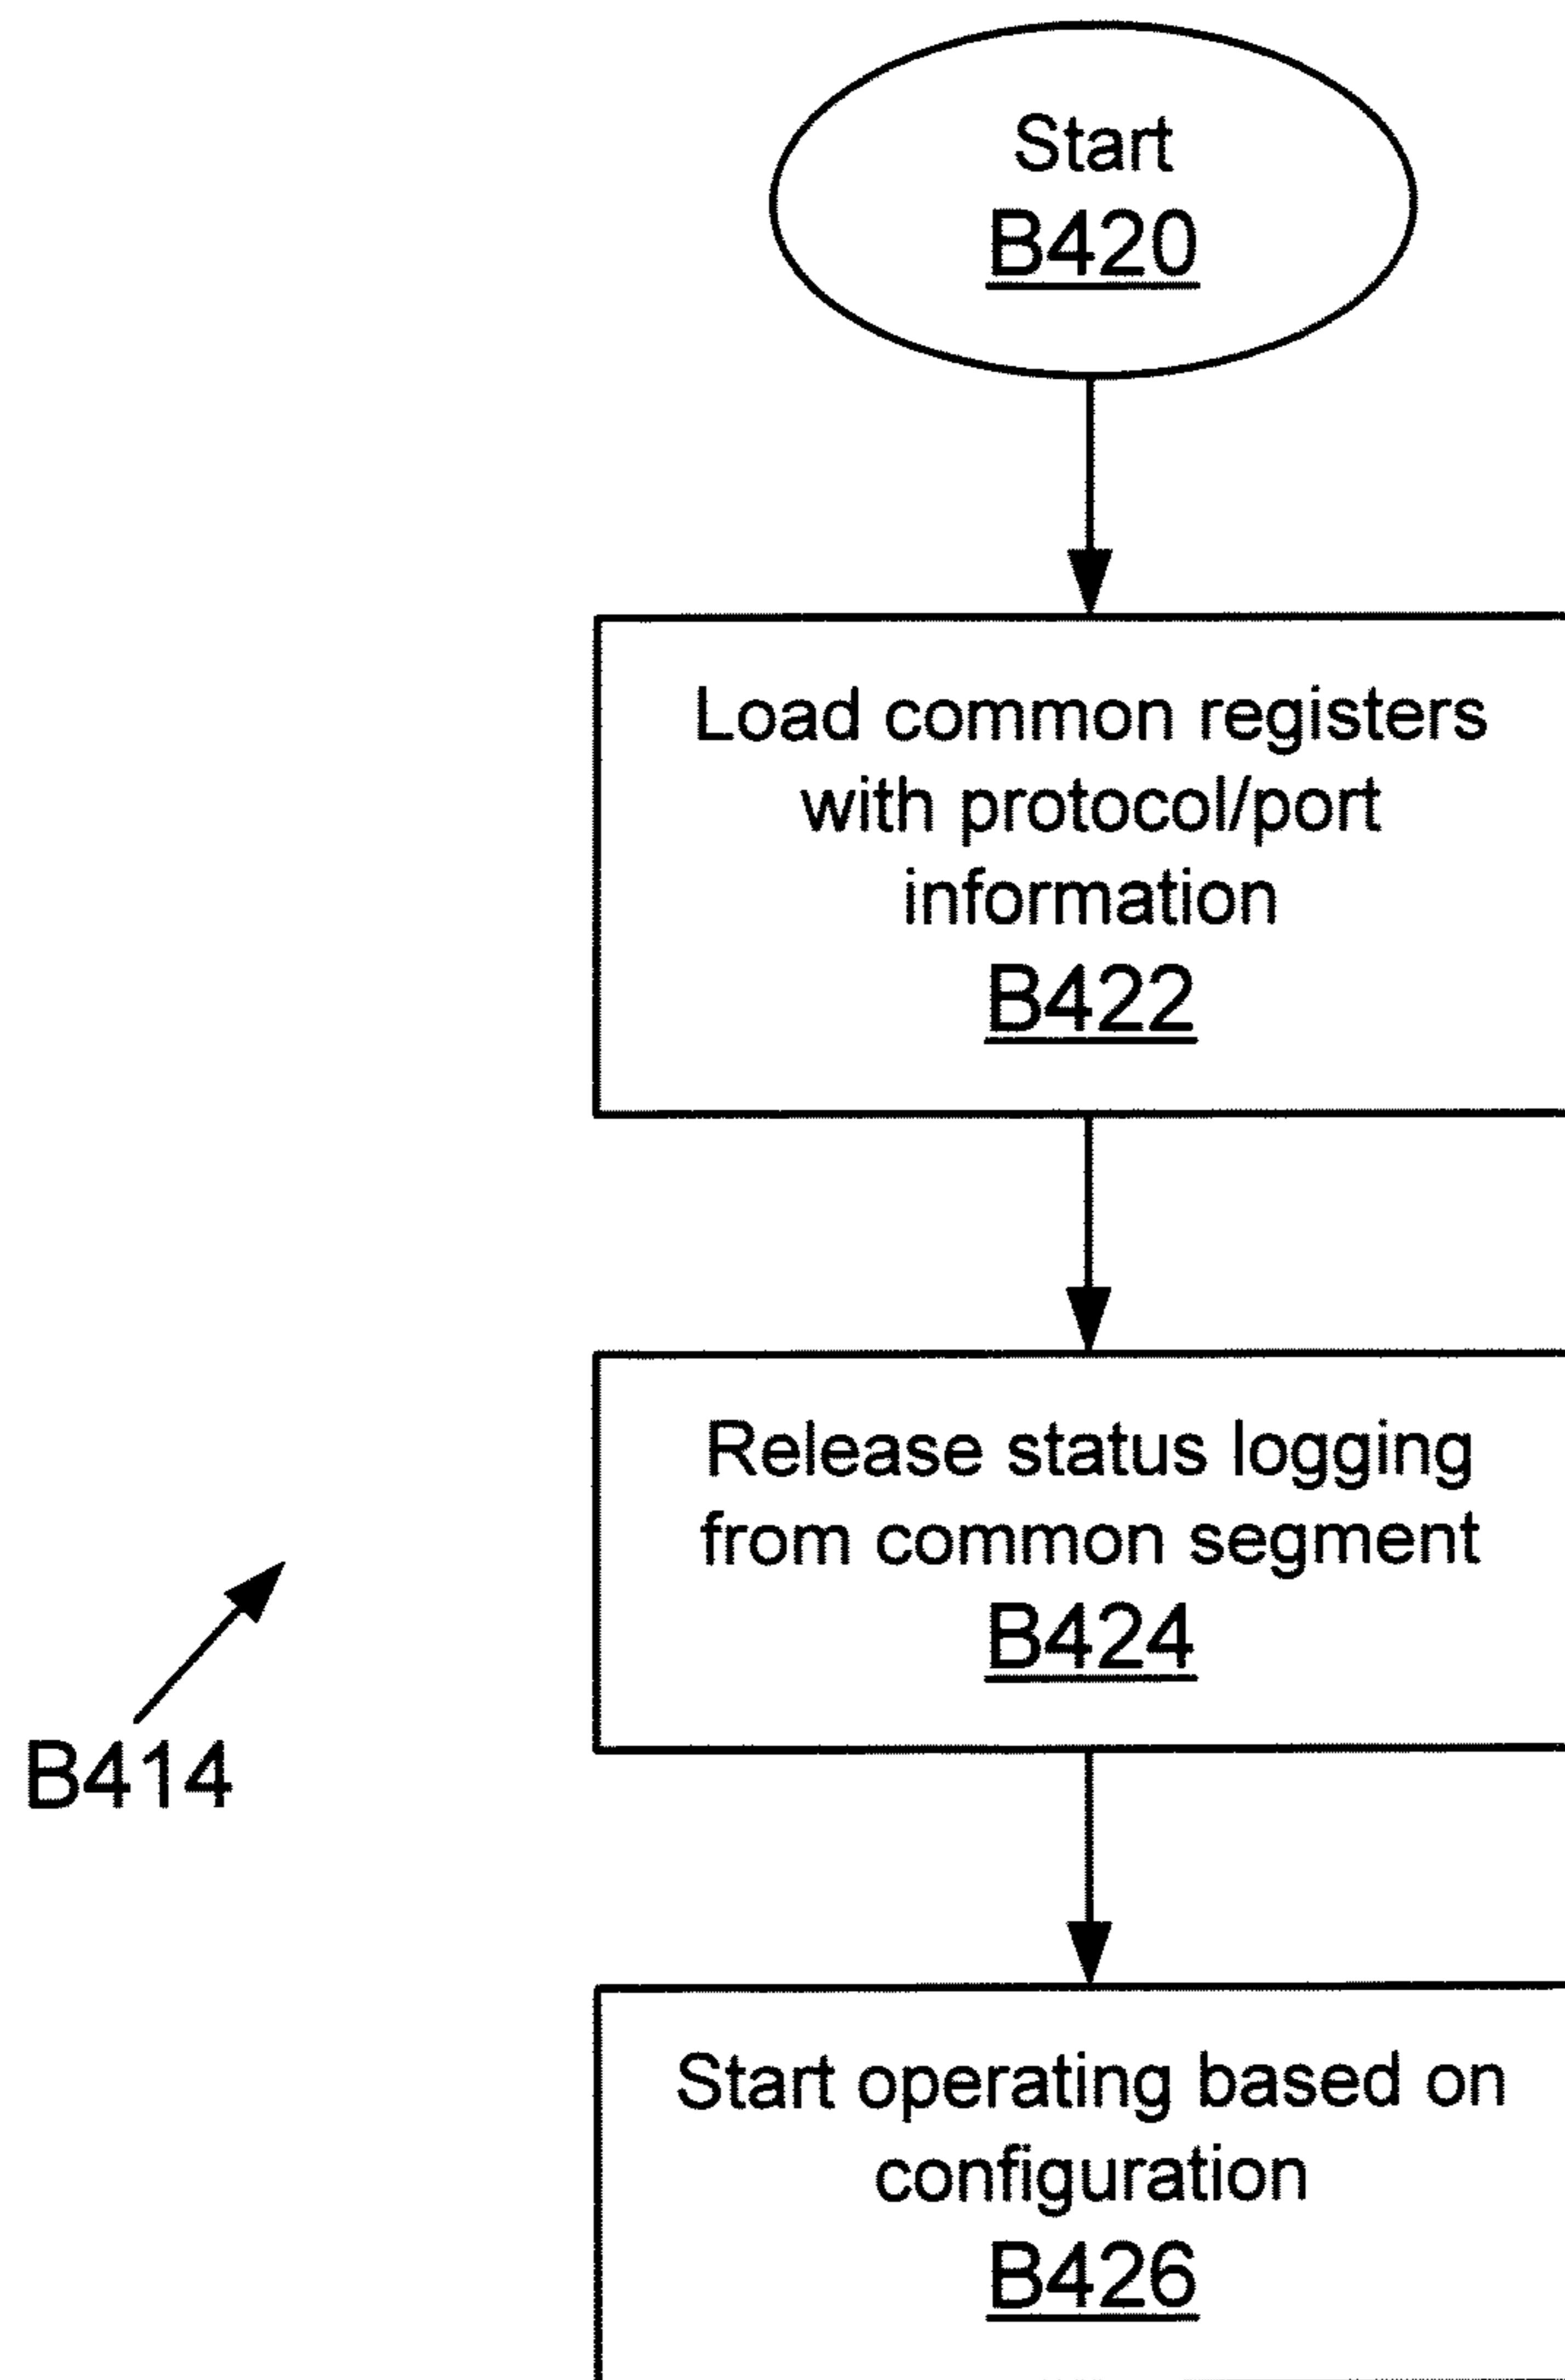 Start
B420
Load common registers
with protocol/port
information
B422
Release status logging
from common segment
B424
B414
Start operating based on
configuration
B426